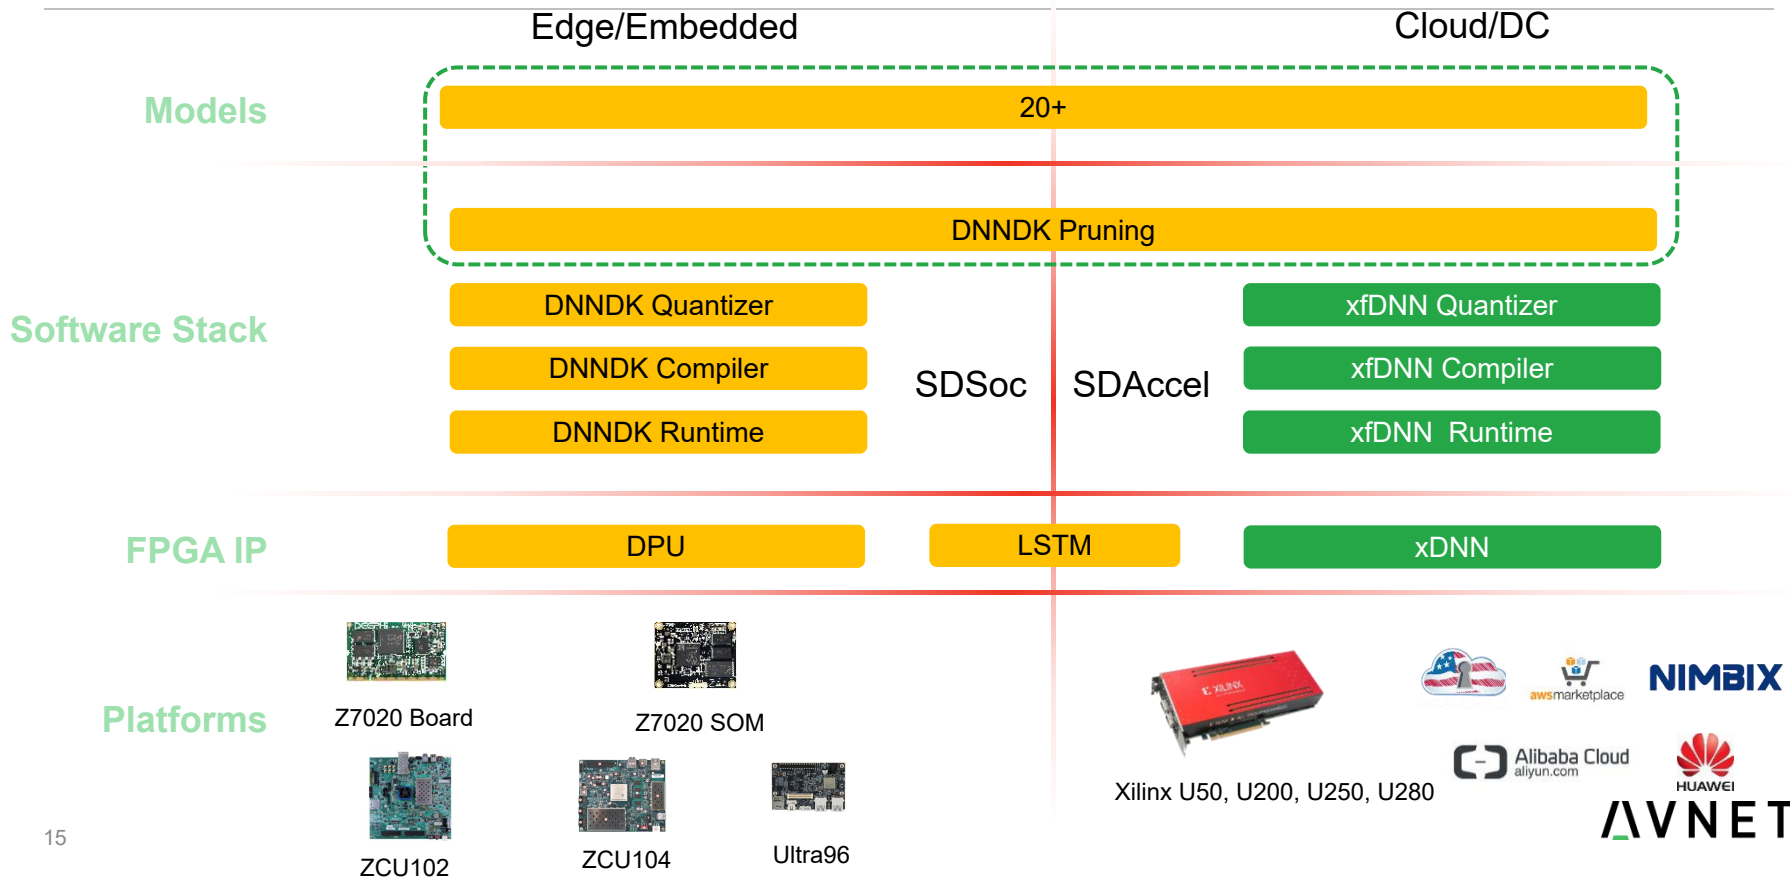 Edge/Embedded
Cloud/DC
Models
20+
DNNDK Pruning
Software Stack
DNNDK Quantizer
DNNDK Compiler
DNNDK Runtime
SDSoc
SDAccel
xfDNN Quantizer
xfDNN Compiler
xfDNN Runtime
FPGA IP
DPU
LSTM
xDNN
Platforms
DEEPHi
Z7020 Board
Z7020 SOM
ZCU102
ZCU104
Ultra96
XILINX
Xilinx U50, U200, U250, U280
awsmarketplace
NIMBIX
Alibaba Cloud
aliyun.com
HUAWEI
AVNET
15